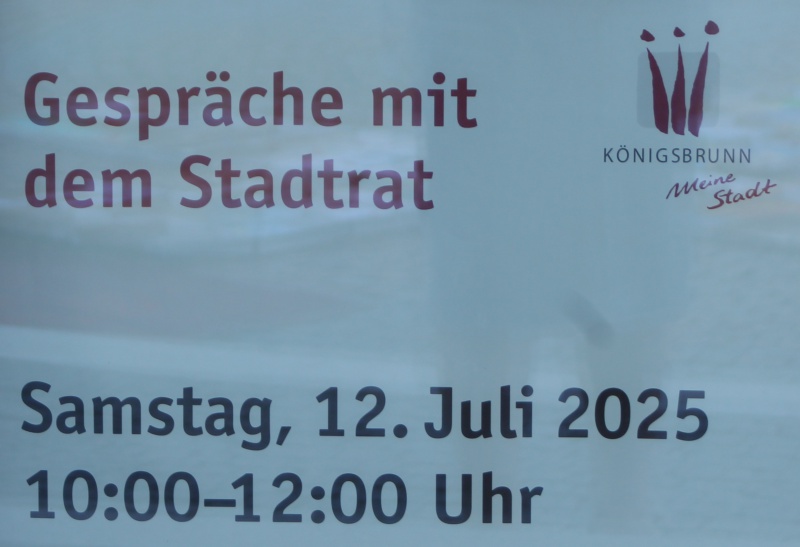 Gespräche mit
dem Stadtrat
KÖNIGSBRUNN
Meine
Stadt
Samstag, 12. Juli 2025
10:00–12:00 Uhr